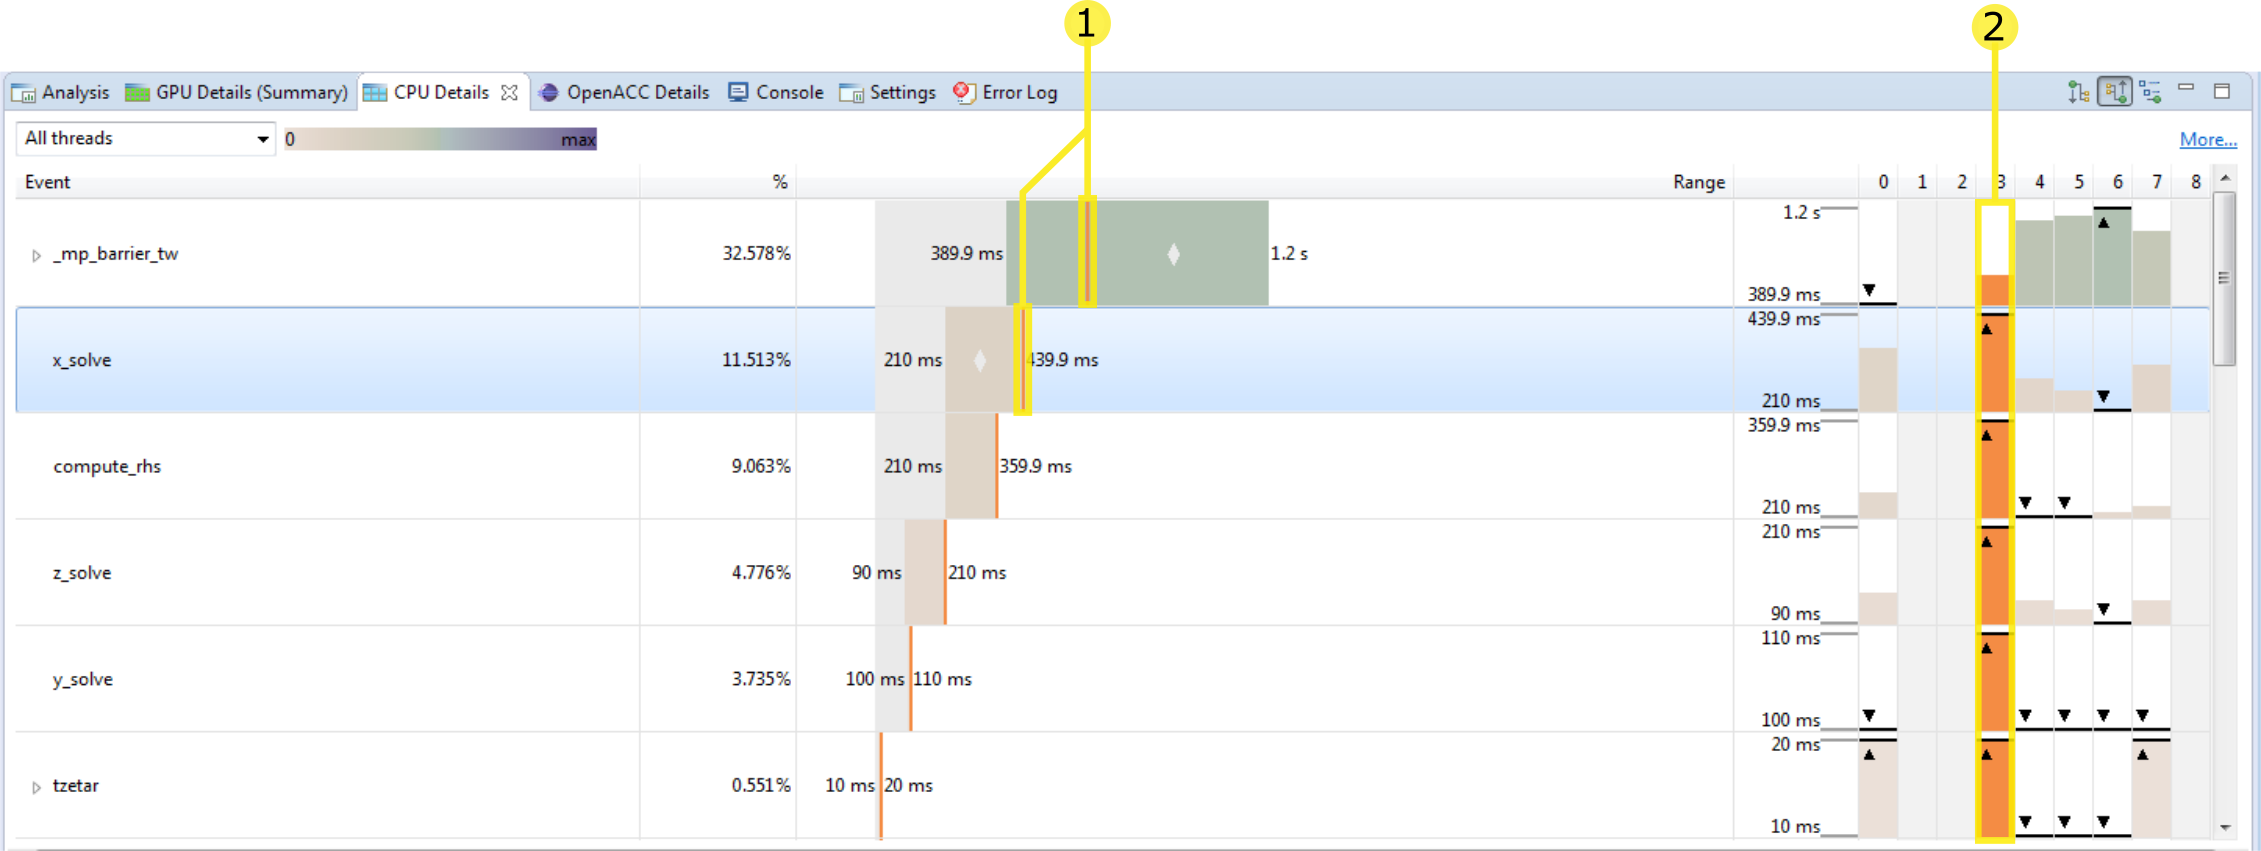 1
2
Analysis GPU Details (Summary) CPU Details OpenACC Details Console Settings Error Log
All threads 0 max More...
Event % Range 0 1 2 3 4 5 6 7 8
_mp_barrier_tw 32.578% 389.9 ms 1.2 s 1.2 s 389.9 ms
x_solve 11.513% 210 ms 439.9 ms 439.9 ms 210 ms
compute_rhs 9.063% 210 ms 359.9 ms 359.9 ms 210 ms
z_solve 4.776% 90 ms 210 ms 210 ms 90 ms
y_solve 3.735% 100 ms 110 ms 110 ms 100 ms
tzetar 0.551% 10 ms 20 ms 20 ms 10 ms